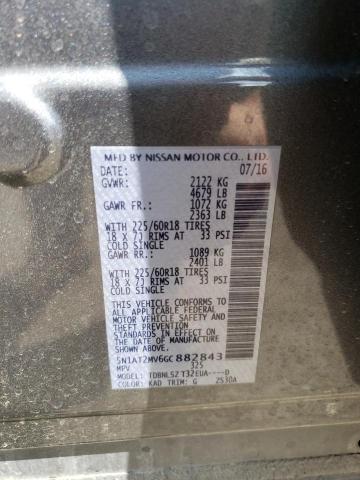 MFD BY NISSAN MOTOR CO., LTD.
DATE: 07/16
GVWR: 2122 KG
4679 LB
GAWR FR.: 1072 KG
2363 LB
WITH 225/60R18 TIRES
18 X 7J RIMS AT 33 PSI
COLD SINGLE
GAWR RR.: 1089 KG
2401 LB
WITH 225/60R18 TIRES
18 X 7J RIMS AT 33 PSI
COLD SINGLE
THIS VEHICLE CONFORMS TO
ALL APPLICABLE FEDERAL
MOTOR VEHICLE SAFETY AND
THEFT PREVENTION
STANDARDS IN EFFECT ON
THE DATE OF MANUFACTURE
SHOWN ABOVE.
5N1AT2MV6GC882843
MPV 325
MODEL: TDBNLSZ T32EUA----D
COLOR: KAD TRIM: G 2530A